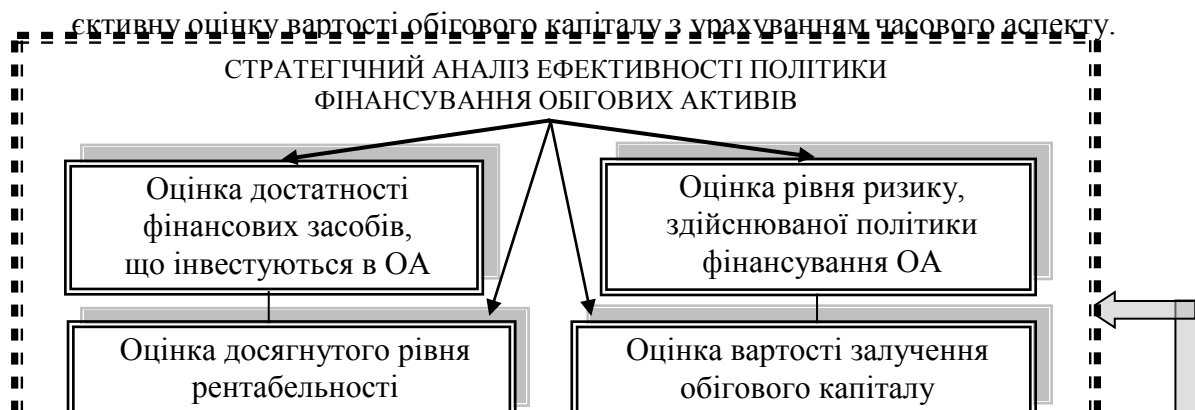 єктивну оцінку вартості обігового капіталу з урахуванням часового аспекту.
СТРАТЕГІЧНИЙ АНАЛІЗ ЕФЕКТИВНОСТІ ПОЛІТИКИ
ФІНАНСУВАННЯ ОБІГОВИХ АКТИВІВ
Оцінка достатності
фінансових засобів,
що інвестуються в ОА
Оцінка рівня ризику,
здійснюваної політики
фінансування ОА
Оцінка досягнутого рівня
рентабельності
Оцінка вартості залучення
обігового капіталу